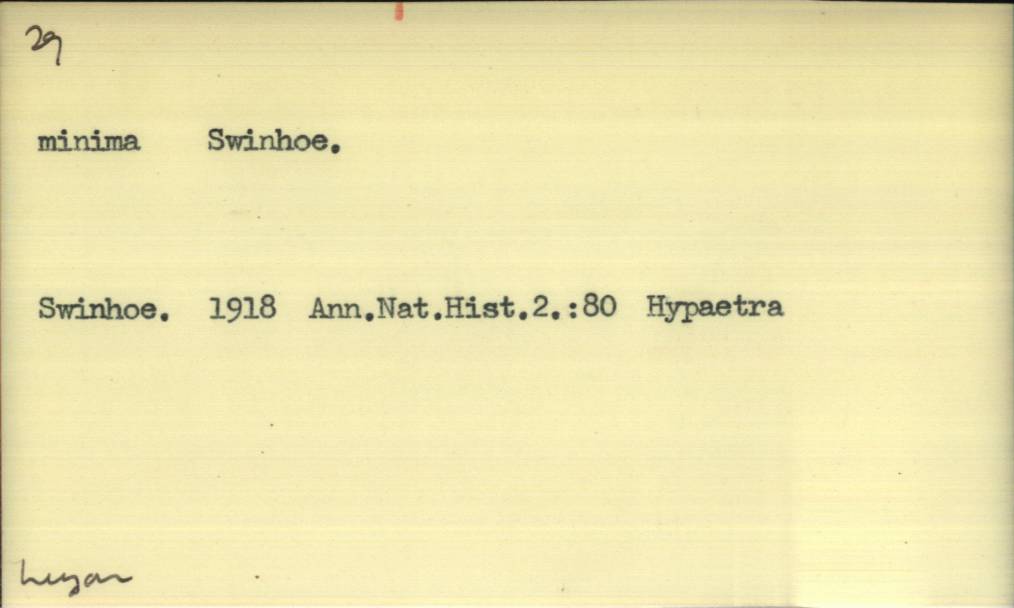 29
minima Swinhoe.
Swinhoe. 1918 Ann.Nat.Hist.2.:80 Hypaetra